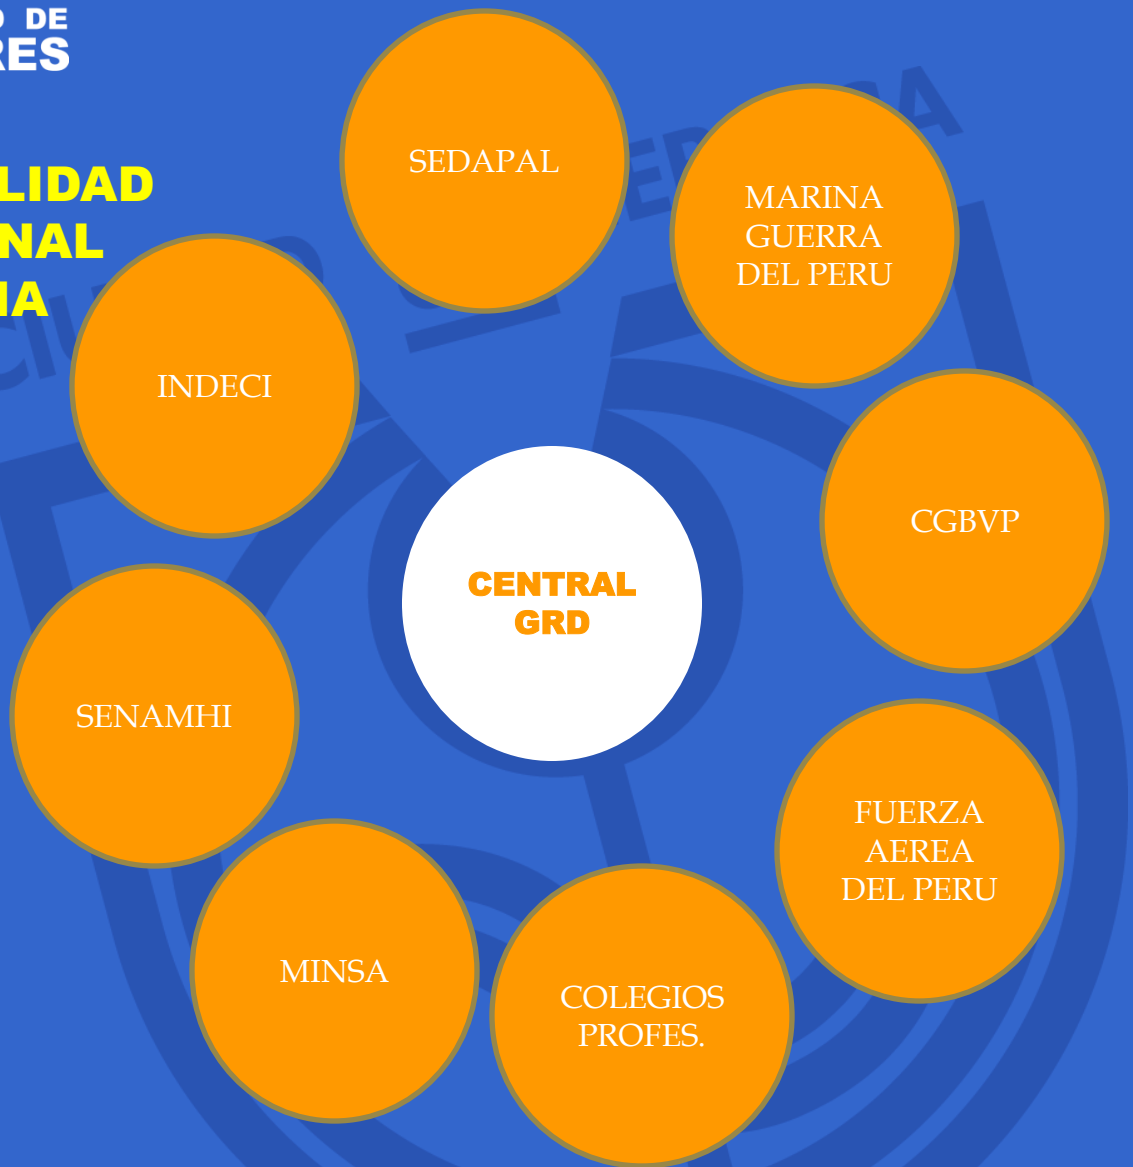 DE
RES
LIDAD
NAL
IA
SEDAPAL
MARINA
GUERRA
DEL PERU
INDECI
CGBVP
CENTRAL
GRD
SENAMHI
FUERZA
AEREA
DEL PERU
MINSA
COLEGIOS
PROFES.